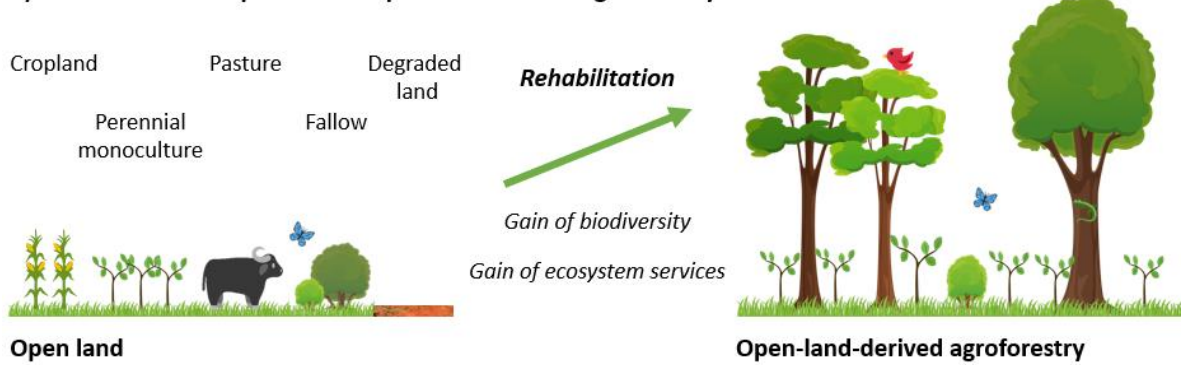 Cropland
Pasture
Degraded
land
Perennial
monoculture
Fallow
Rehabilitation
Gain of biodiversity
Gain of ecosystem services
Open land
Open-land-derived agroforestry